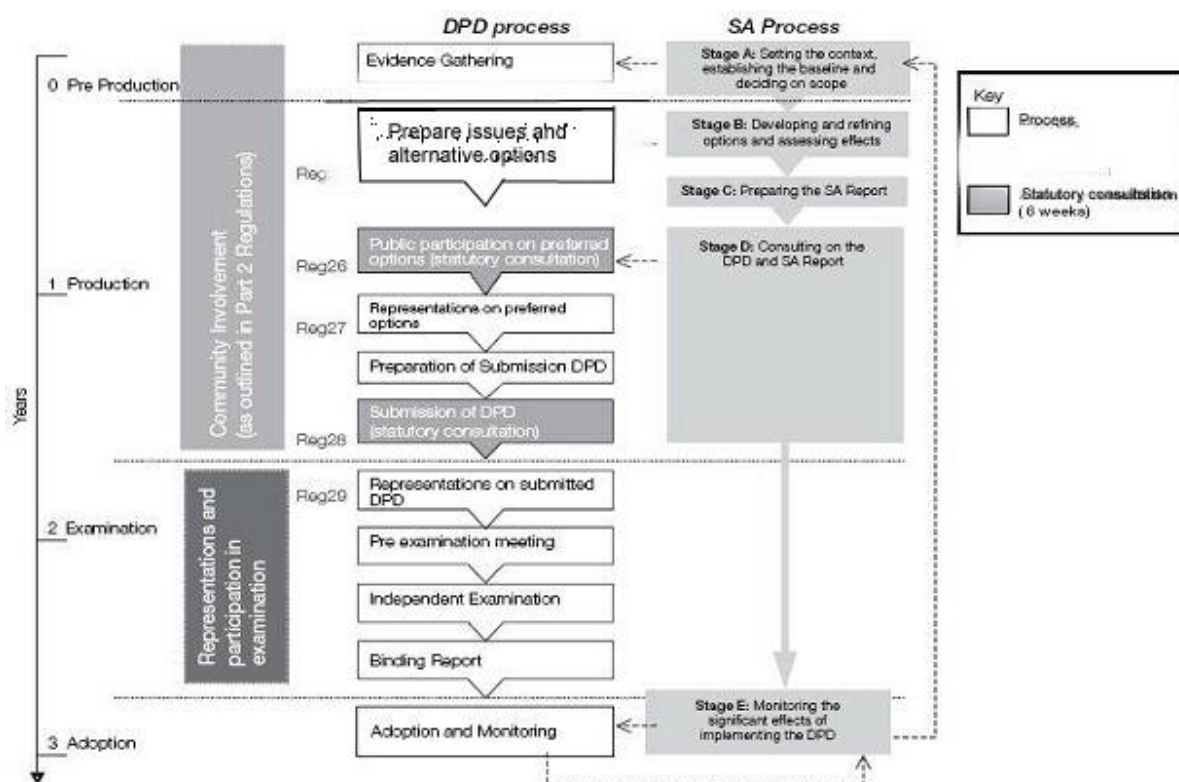 DPD process
SA Process
Evidence Gathering
Stage A: Setting the context,
establishing the baseline and
deciding on scope
0 Pre Production
Key
Process
Statutory consultation
( 6 weeks)
Prepare issues and
alternative options
Reg
Stage B: Developing and refining
options and assessing effects
Stage C: Preparing the SA Report
Community Involvement
(as outlined in Part 2 Regulations)
Public participation on preferred
options (statutory consultation)
Reg26
Stage D: Consulting on the
DPD and SA Report
1 Production
Representations on preferred
options
Reg27
Preparation of Submission DPD
Years
Submission of DPD
(statutory consultation)
Reg28
Representations and
participation in
examination
Reg29
Representations on submitted
DPD
2 Examination
Pre examination meeting
Independent Examination
Binding Report
Stage E: Monitoring the
significant effects of
implementing the DPD
Adoption and Monitoring
3 Adoption